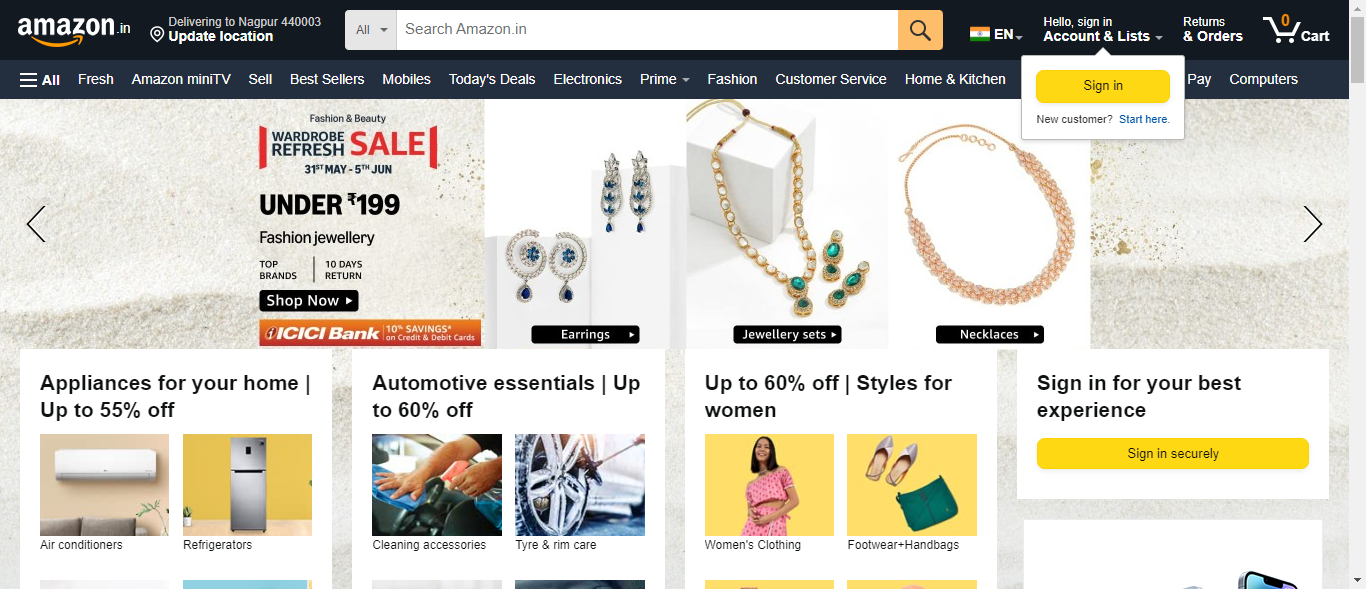 amazon.in
Delivering to Nagpur 440003
Update location
All
Search Amazon.in
EN
Hello, sign in
Account & Lists
Returns
& Orders
0
Cart
All
Fresh
Amazon miniTV
Sell
Best Sellers
Mobiles
Today's Deals
Electronics
Prime
Fashion
Customer Service
Home & Kitchen
Pay
Computers
Sign in
New customer? Start here.
Fashion & Beauty
WARDROBE
REFRESH SALE
31ST MAY - 5TH JUN
UNDER ₹199
Fashion jewellery
TOP
BRANDS
10 DAYS
RETURN
Shop Now
ICICI Bank
10% SAVINGS*
on Credit & Debit Cards
Earrings
Jewellery sets
Necklaces
Appliances for your home |
Up to 55% off
Air conditioners
Refrigerators
Automotive essentials | Up
to 60% off
Cleaning accessories
Tyre & rim care
Up to 60% off | Styles for
women
Women's Clothing
Footwear+Handbags
Sign in for your best
experience
Sign in securely